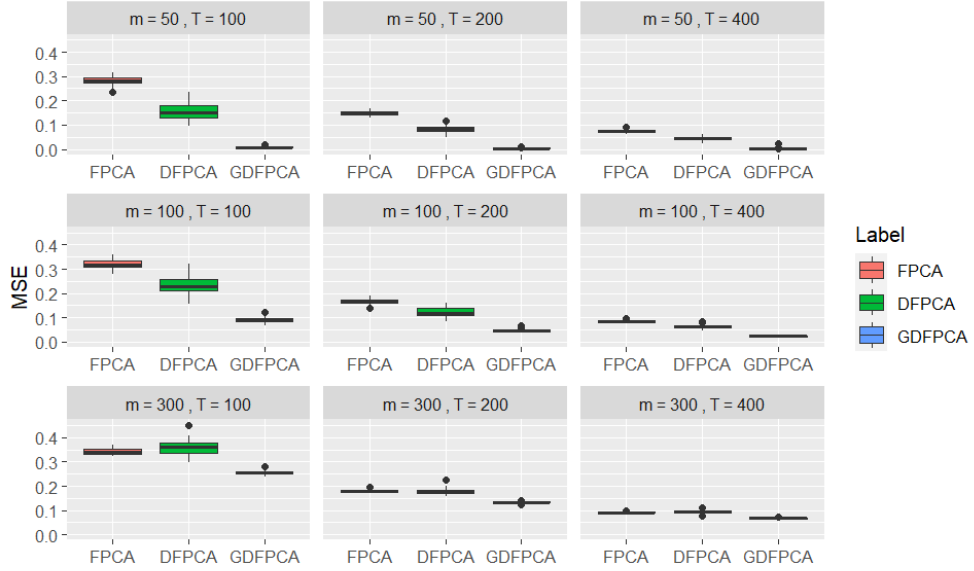 m = 50 , T = 100 m = 50 , T = 200 m = 50 , T = 400
0.4
0.3
0.2
0.1
0.0
FPCA DFPCA GDFPCA FPCA DFPCA GDFPCA FPCA DFPCA GDFPCA
m = 100 , T = 100 m = 100 , T = 200 m = 100 , T = 400
MSE
0.4
0.3
0.2
0.1
0.0
FPCA DFPCA GDFPCA FPCA DFPCA GDFPCA FPCA DFPCA GDFPCA
m = 300 , T = 100 m = 300 , T = 200 m = 300 , T = 400
0.4
0.3
0.2
0.1
0.0
FPCA DFPCA GDFPCA FPCA DFPCA GDFPCA FPCA DFPCA GDFPCA
Label
FPCA
DFPCA
GDFPCA